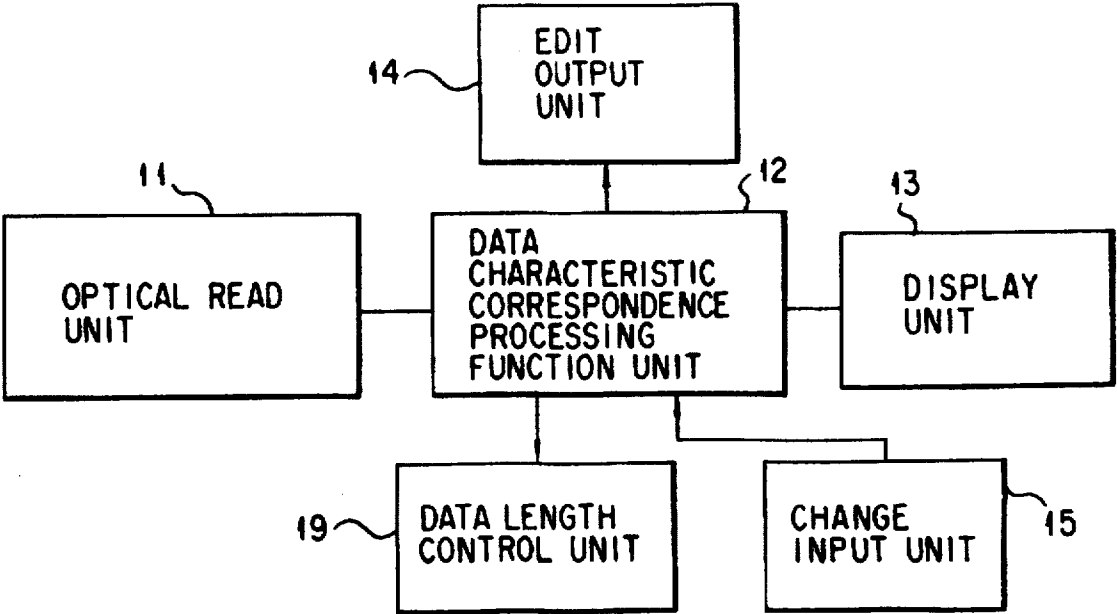 EDIT
OUTPUT
UNIT
14
11
OPTICAL READ
UNIT
12
DATA
CHARACTERISTIC
CORRESPONDENCE
PROCESSING
FUNCTION UNIT
13
DISPLAY
UNIT
19
DATA LENGTH
CONTROL UNIT
CHANGE
INPUT UNIT
15